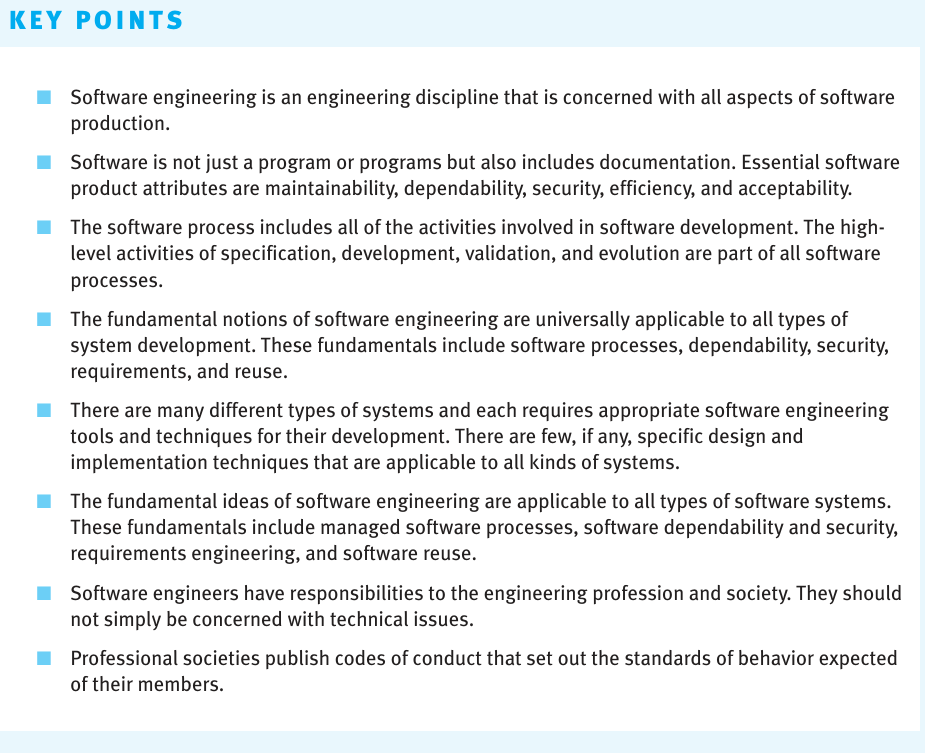 KEY POINTS
Software engineering is an engineering discipline that is concerned with all aspects of software
production.
Software is not just a program or programs but also includes documentation. Essential software
product attributes are maintainability, dependability, security, efficiency, and acceptability.
The software process includes all of the activities involved in software development. The high-
level activities of specification, development, validation, and evolution are part of all software
processes.
The fundamental notions of software engineering are universally applicable to all types of
system development. These fundamentals include software processes, dependability, security,
requirements, and reuse.
There are many different types of systems and each requires appropriate software engineering
tools and techniques for their development. There are few, if any, specific design and
implementation techniques that are applicable to all kinds of systems.
The fundamental ideas of software engineering are applicable to all types of software systems.
These fundamentals include managed software processes, software dependability and security,
requirements engineering, and software reuse.
Software engineers have responsibilities to the engineering profession and society. They should
not simply be concerned with technical issues.
Professional societies publish codes of conduct that set out the standards of behavior expected
of their members.